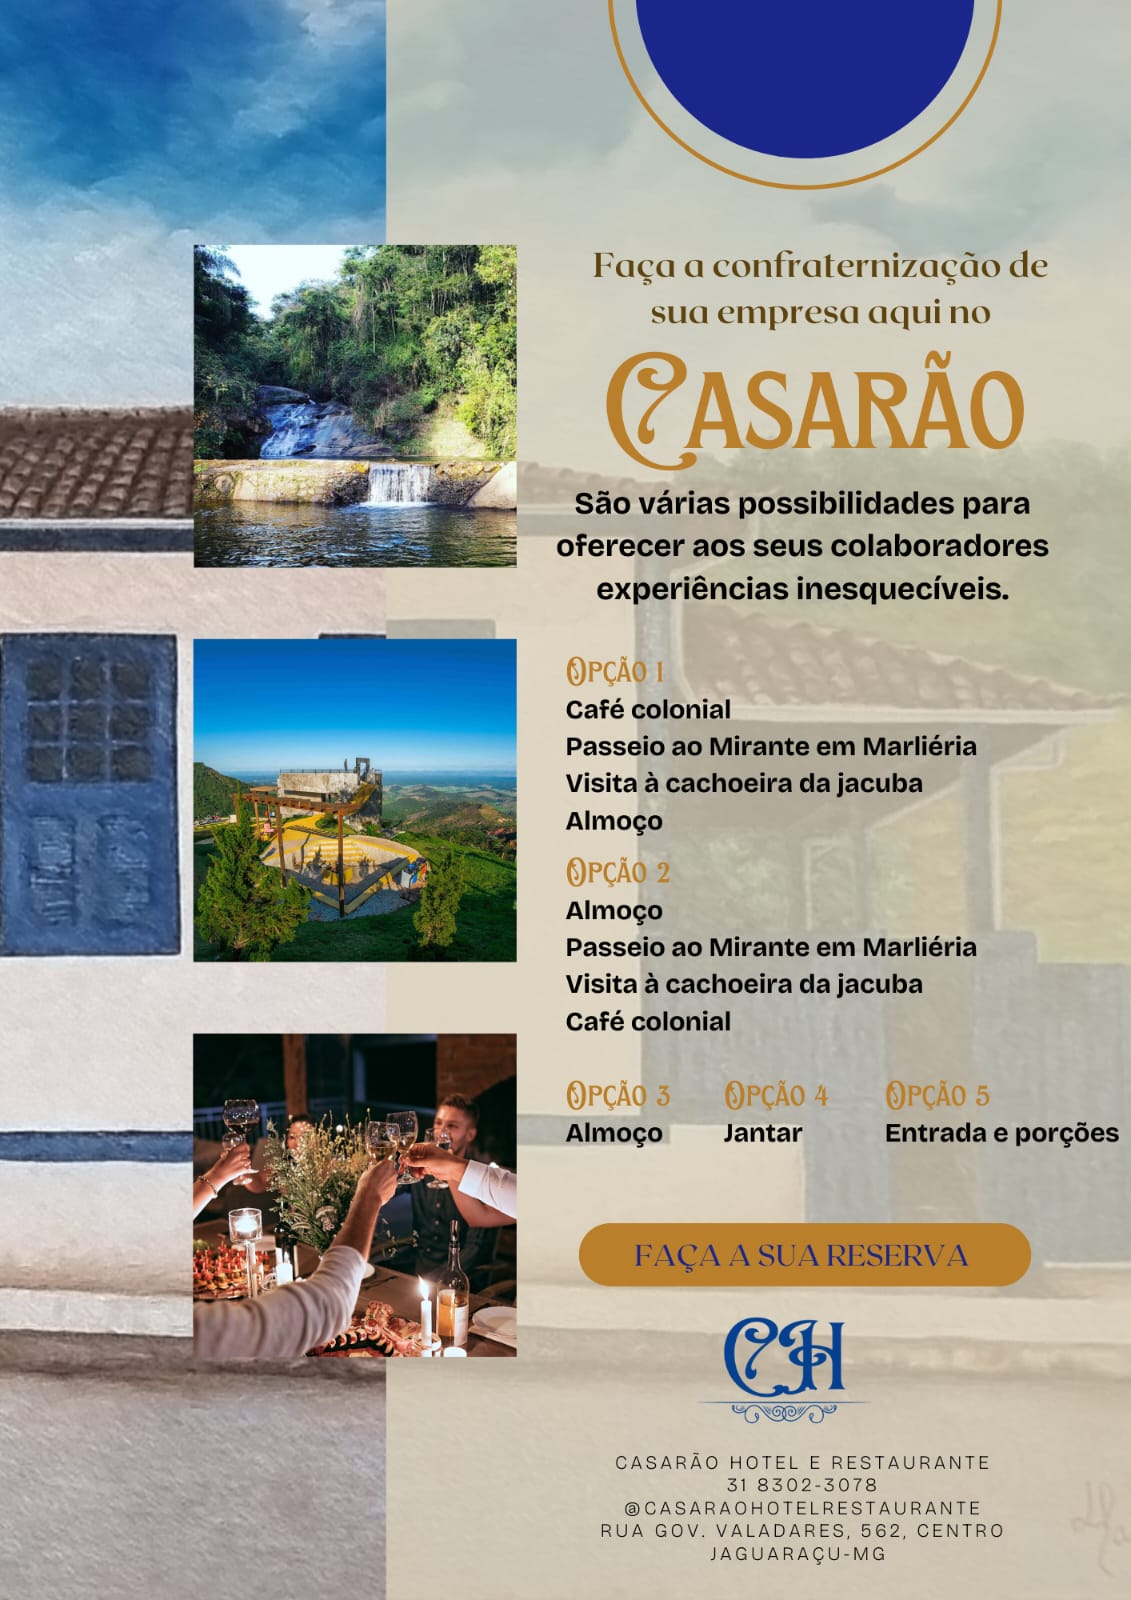 Faça a confraternização de
sua empresa aqui no
CASARÃO
São várias possibilidades para
oferecer aos seus colaboradores
experiências inesquecíveis.
OPÇÃO 1
Café colonial
Passeio ao Mirante em Marliéria
Visita à cachoeira da jacuba
Almoço
OPÇÃO 2
Almoço
Passeio ao Mirante em Marliéria
Visita à cachoeira da jacuba
Café colonial
OPÇÃO 3 OPÇÃO 4 OPÇÃO 5
Almoço Jantar Entrada e porções
FAÇA A SUA RESERVA
CH
CASARÃO HOTEL E RESTAURANTE
31 8302-3078
@CASARAOHOTELRESTAURANTE
RUA GOV. VALADARES, 562, CENTRO
JAGUARAÇU-MG